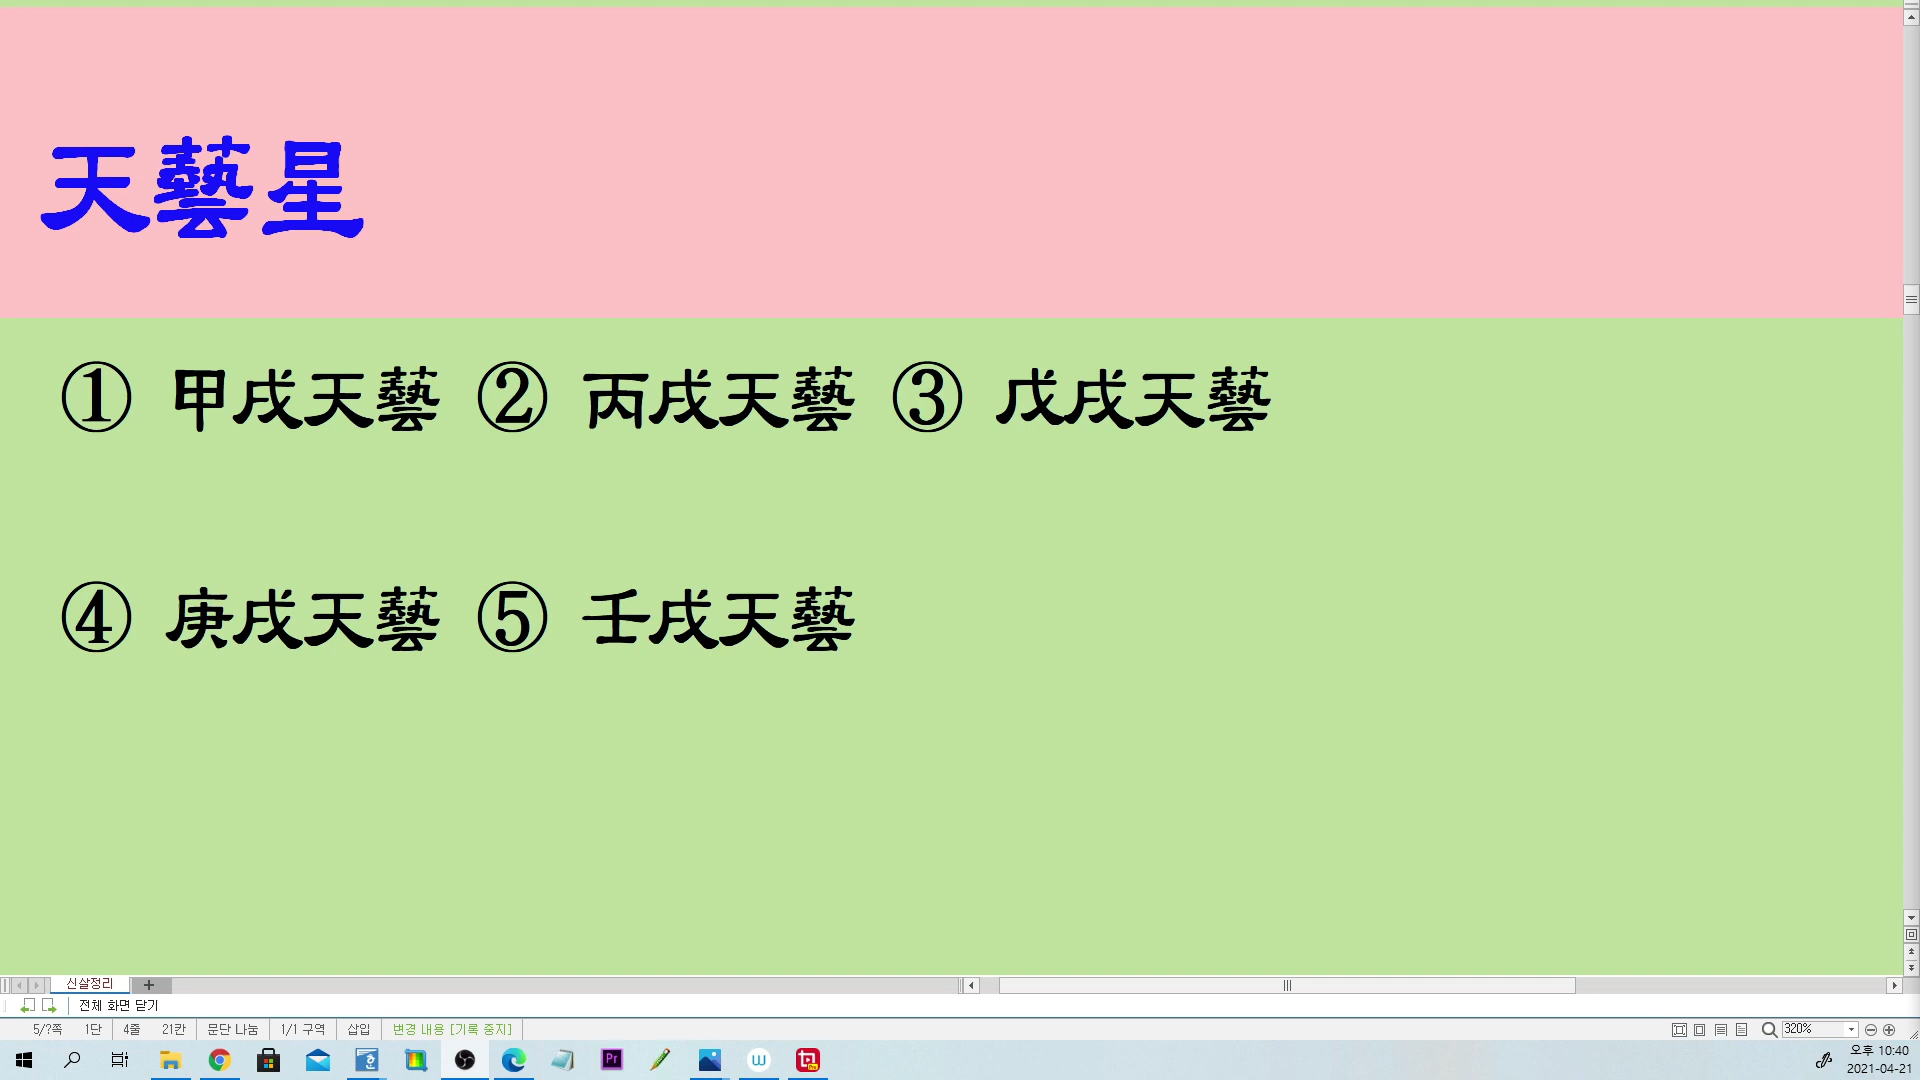 天藝星
① 甲戌天藝 ② 丙戌天藝 ③ 戊戌天藝
④ 庚戌天藝 ⑤ 壬戌天藝
신살정리
전체 화면 닫기
5/?쪽 1단 4줄 21칸 문단 나눔 1/1 구역 삽입 변경 내용 [기록 중지] 320%
오후 10:40
2021-04-21